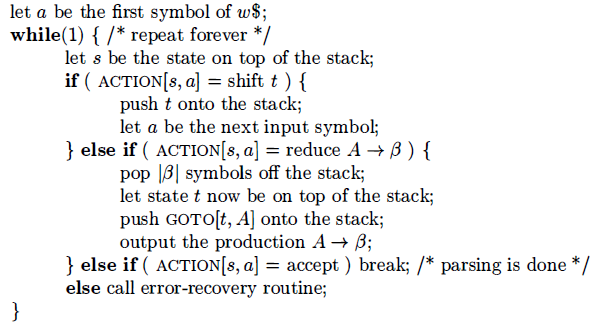 let a be the first symbol of w$;
while(1) { /* repeat forever */
let s be the state on top of the stack;
if ( ACTION[s, a] = shift t ) {
push t onto the stack;
let a be the next input symbol;
} else if ( ACTION[s, a] = reduce A → β ) {
pop |β| symbols off the stack;
let state t now be on top of the stack;
push GOTO[t, A] onto the stack;
output the production A → β;
} else if ( ACTION[s, a] = accept ) break; /* parsing is done */
else call error-recovery routine;
}